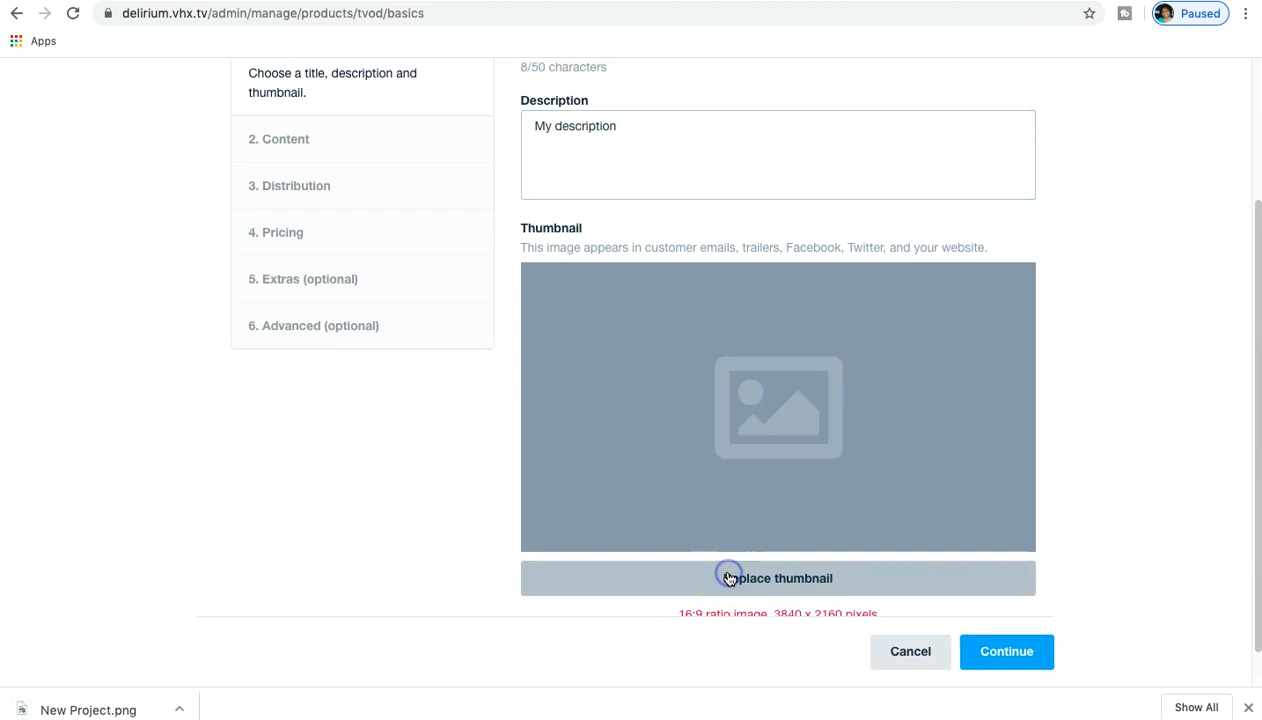 delirium.vhx.tv/admin/manage/products/tvod/basics
Paused
Apps
Choose a title, description and
thumbnail.
2. Content
3. Distribution
4. Pricing
5. Extras (optional)
6. Advanced (optional)
8/50 characters
Description
My description
Thumbnail
This image appears in customer emails, trailers, Facebook, Twitter, and your website.
Replace thumbnail
16:9 ratio image, 3840 x 2160 pixels
Cancel
Continue
New Project.png
Show All